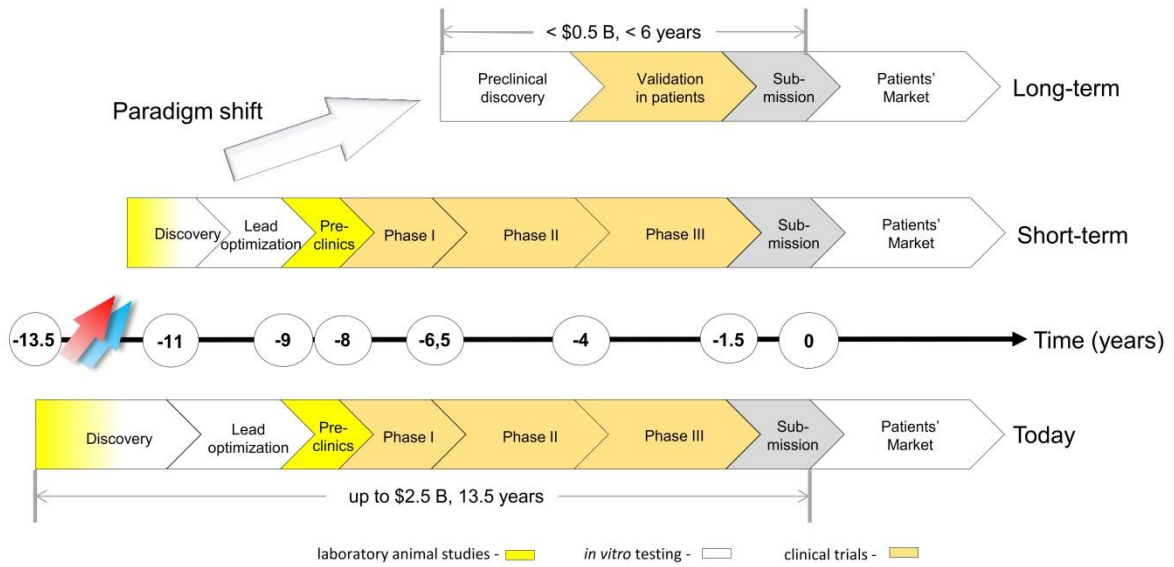 < $0.5 B, < 6 years
Preclinical
discovery
Validation
in patients
Sub-
mission
Patients'
Market
Long-term
Paradigm shift
Discovery
Lead
optimization
Pre-
clinics
Phase I
Phase II
Phase III
Sub-
mission
Patients'
Market
Short-term
-13.5
-11
-9
-8
-6,5
-4
-1.5
0
Time (years)
Discovery
Lead
optimization
Pre-
clinics
Phase I
Phase II
Phase III
Sub-
mission
Patients'
Market
Today
up to $2.5 B, 13.5 years
laboratory animal studies -
in vitro testing -
clinical trials -